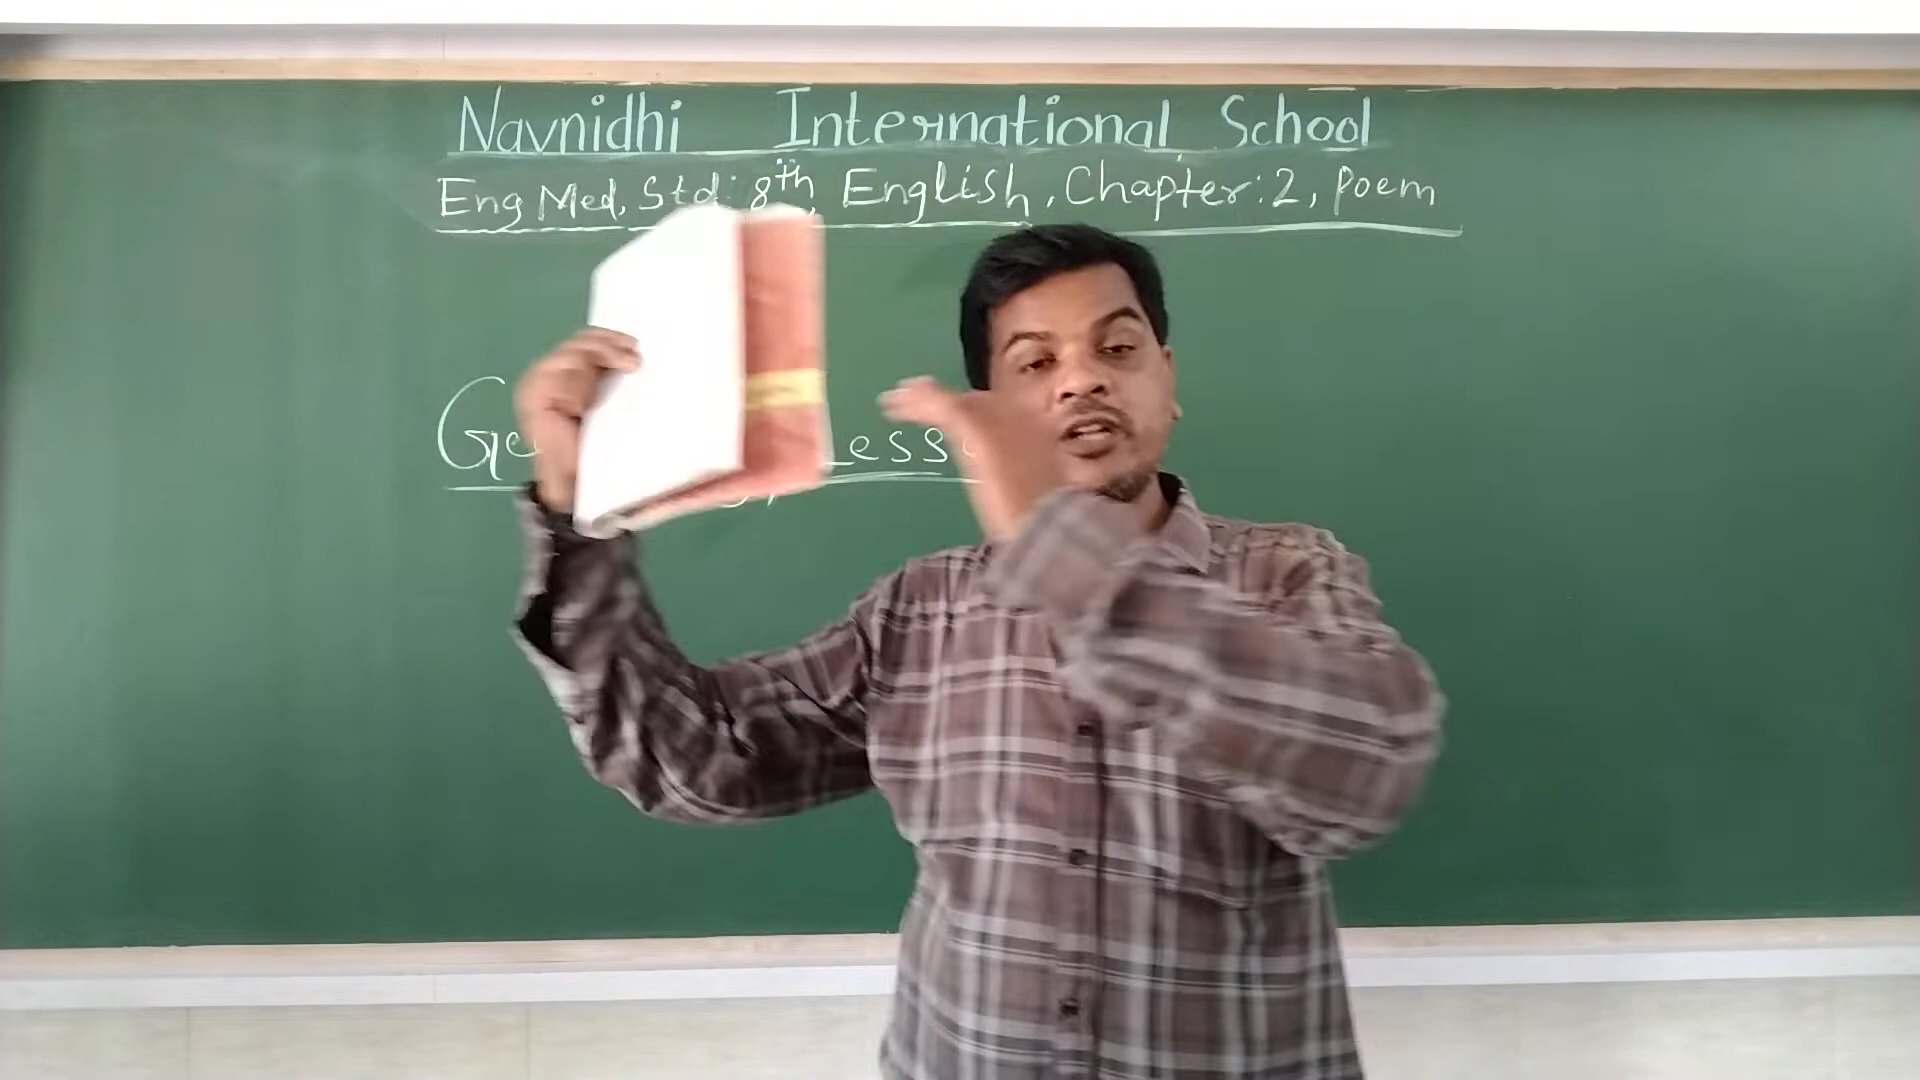 Navnidhi International School
Eng Med, Std: 8th, English, Chapter: 2, Poem